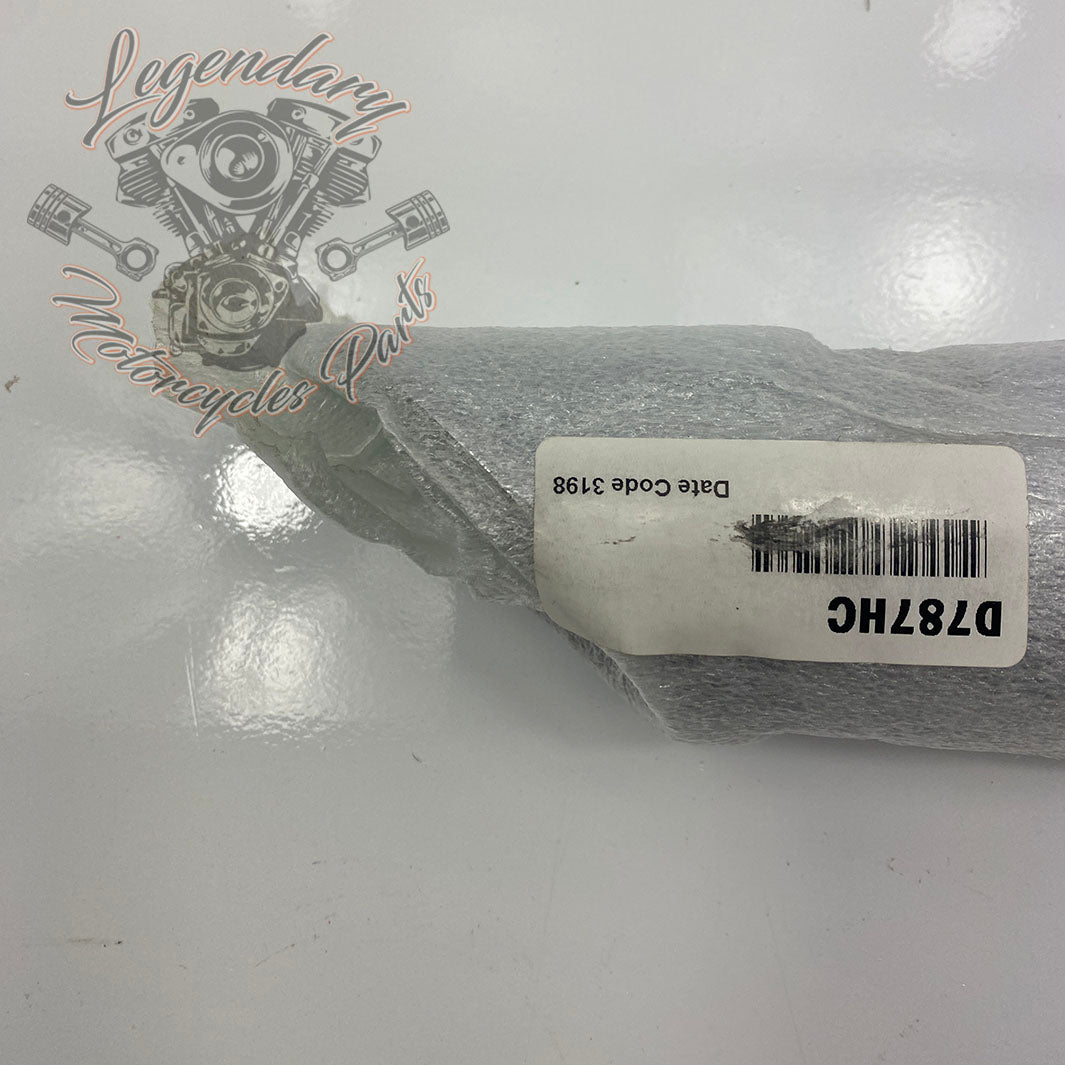 Legendary
Motorcycles Parts
D787HC
Date Code 3198